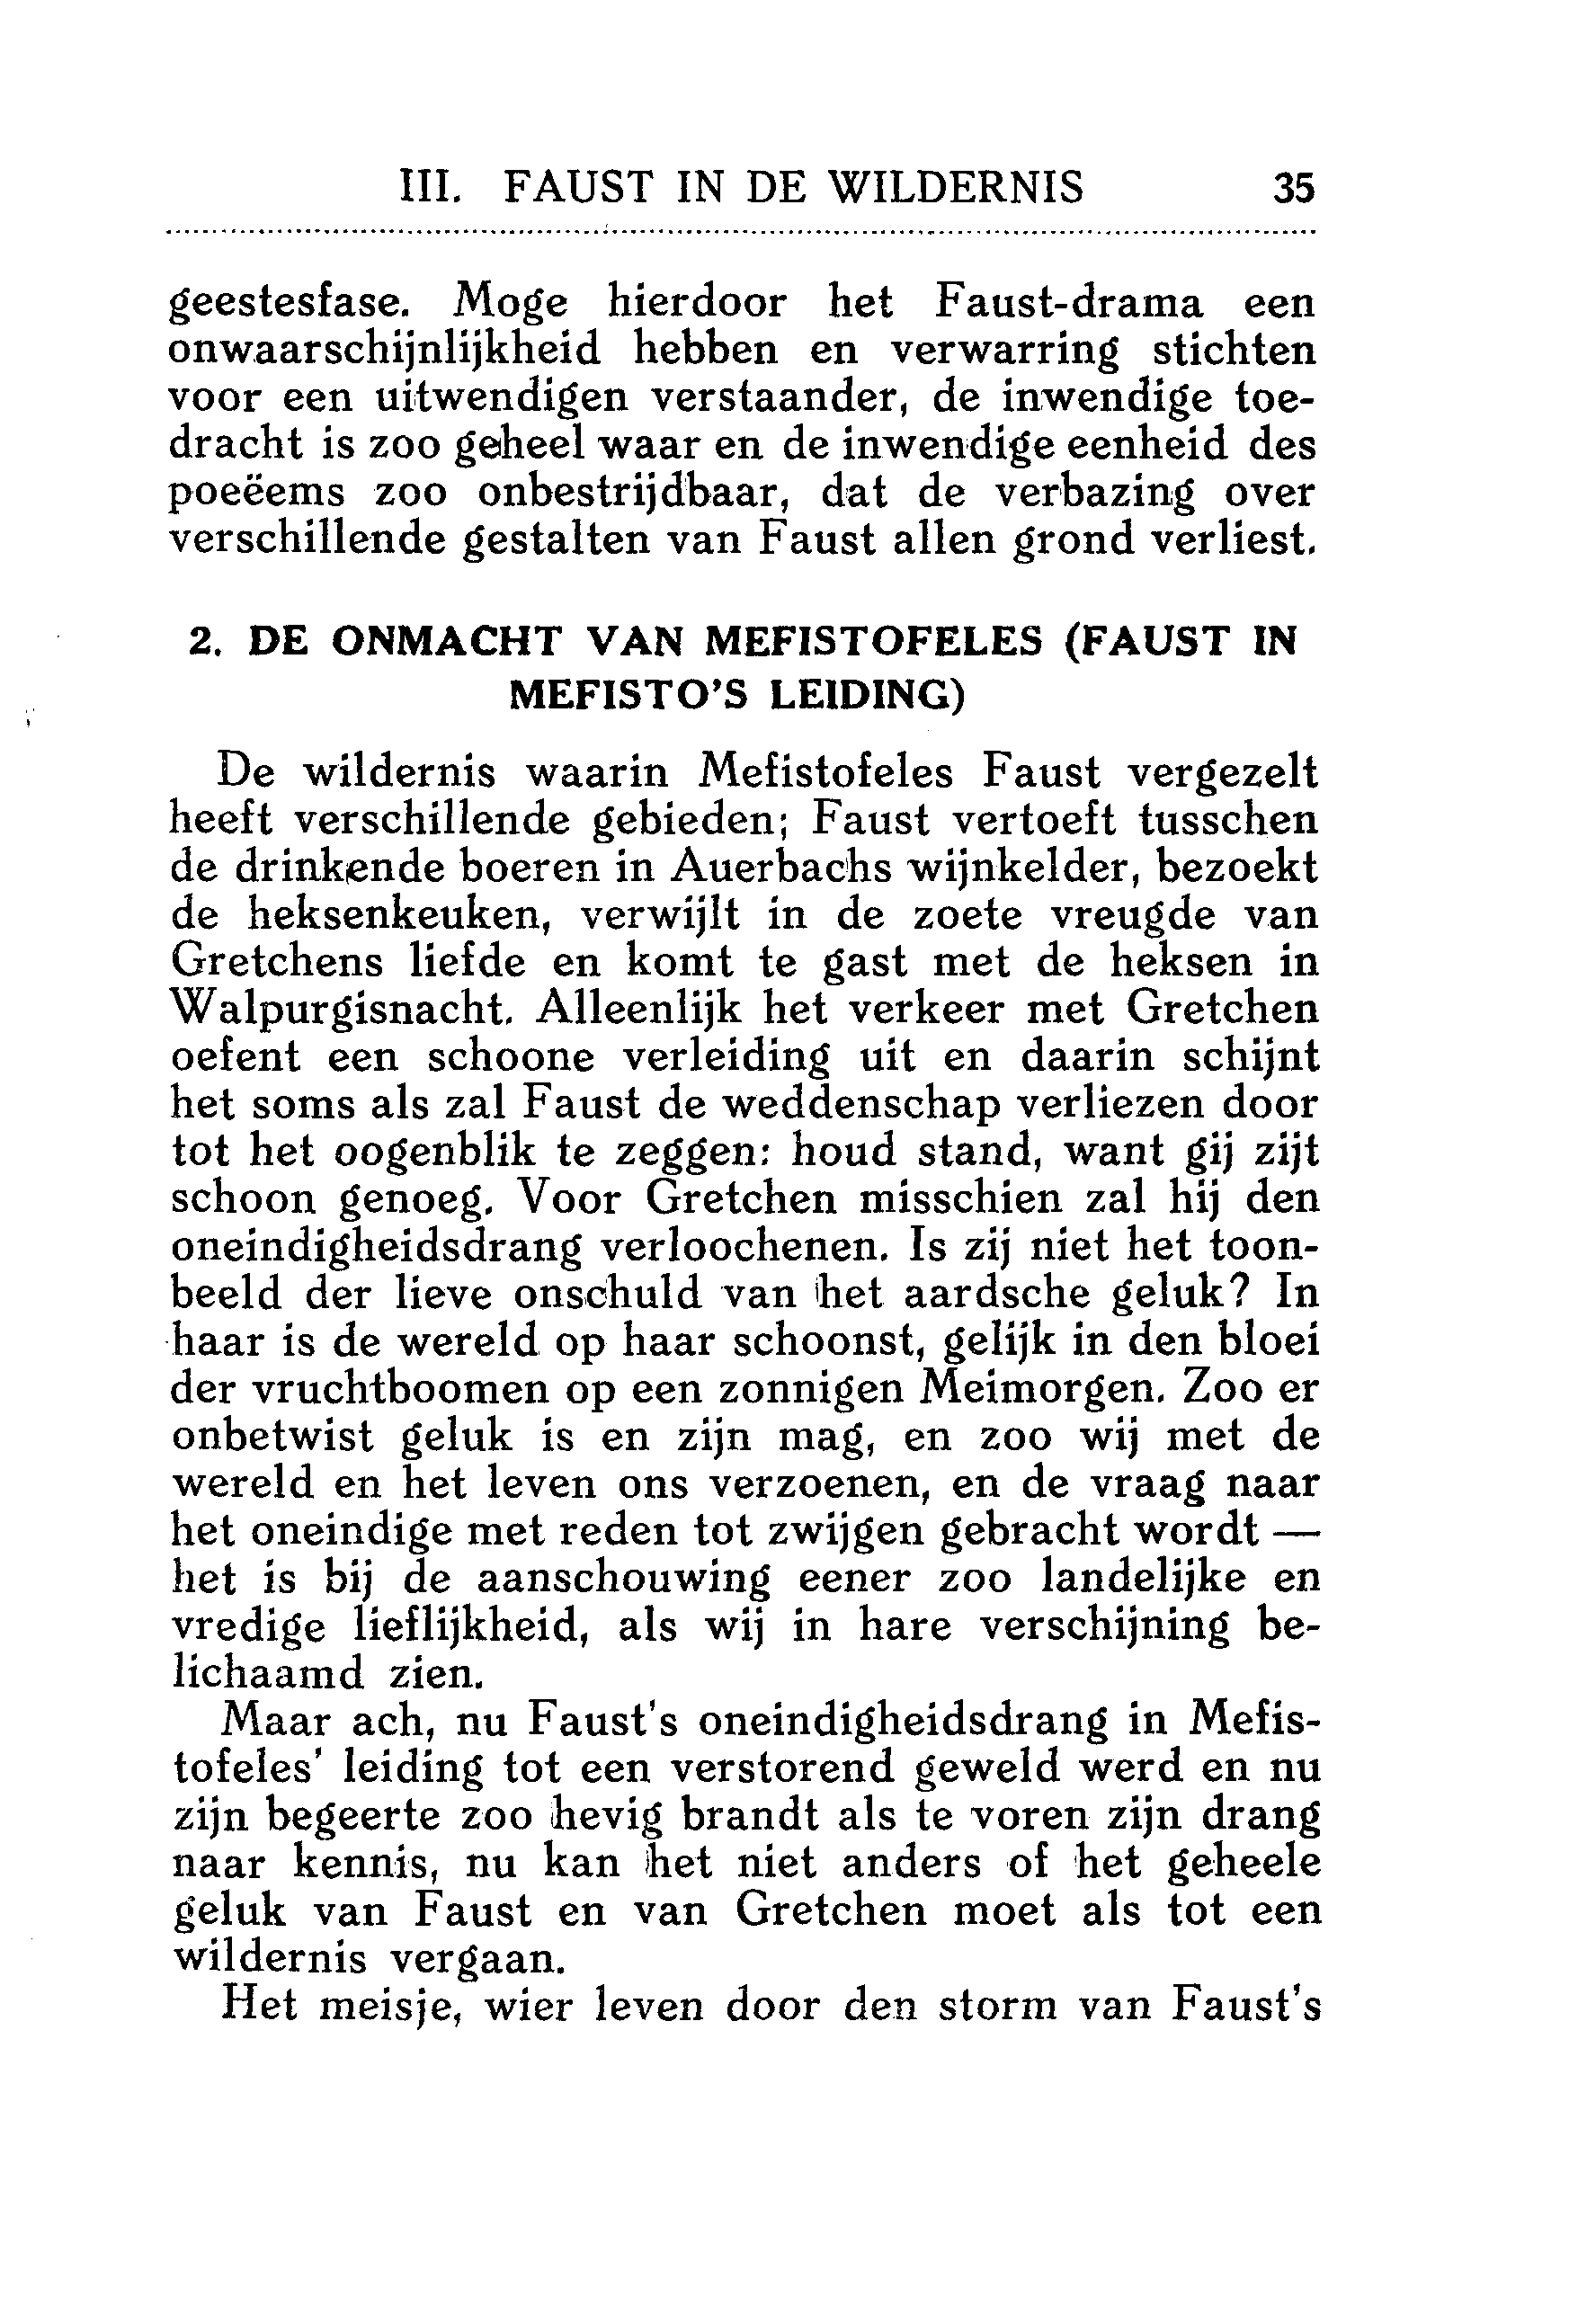 III. FAUST IN DE WILDERNIS 35
geestesfase. Moge hierdoor het Faust-drama een
onwaarschijnlijkheid hebben en verwarring stichten
voor een uitwendigen verstaander, de inwendige toe-
dracht is zoo geheel waar en de inwendige eenheid des
poeëems zoo onbestrijdbaar, dat de verbazing over
verschillende gestalten van Faust allen grond verliest.
2. DE ONMACHT VAN MEFISTOFELES (FAUST IN
MEFISTO'S LEIDING)
De wildernis waarin Mefistofeles Faust vergezelt
heeft verschillende gebieden; Faust vertoeft tusschen
de drinkende boeren in Auerbachs wijnkelder, bezoekt
de heksenkeuken, verwijlt in de zoete vreugde van
Gretchens liefde en komt te gast met de heksen in
Walpurgisnacht. Alleenlijk het verkeer met Gretchen
oefent een schoone verleiding uit en daarin schijnt
het soms als zal Faust de weddenschap verliezen door
tot het oogenblik te zeggen: houd stand, want gij zijt
schoon genoeg. Voor Gretchen misschien zal hij den
oneindigheidsdrang verloochenen. Is zij niet het toon-
beeld der lieve onschuld van het aardsche geluk? In
haar is de wereld op haar schoonst, gelijk in den bloei
der vruchtboomen op een zonnigen Meimorgen. Zoo er
onbetwist geluk is en zijn mag, en zoo wij met de
wereld en het leven ons verzoenen, en de vraag naar
het oneindige met reden tot zwijgen gebracht wordt —
het is bij de aanschouwing eener zoo landelijke en
vredige lieflijkheid, als wij in hare verschijning be-
lichaamd zien.
Maar ach, nu Faust's oneindigheidsdrang in Mefis-
tofeles' leiding tot een verstorend geweld werd en nu
zijn begeerte zoo hevig brandt als te voren zijn drang
naar kennis, nu kan het niet anders of het geheele
geluk van Faust en van Gretchen moet als tot een
wildernis vergaan.
Het meisje, wier leven door den storm van Faust's